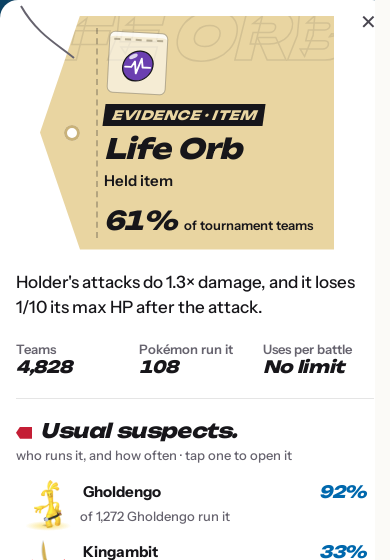 FE ORB
EVIDENCE · ITEM
Life Orb
Held item
61% of tournament teams
Holder's attacks do 1.3× damage, and it loses
1/10 its max HP after the attack.
Teams Pokémon run it Uses per battle
4,828 108 No limit
Usual suspects.
who runs it, and how often · tap one to open it
Gholdengo 92%
of 1,272 Gholdengo run it
Kingambit 33%